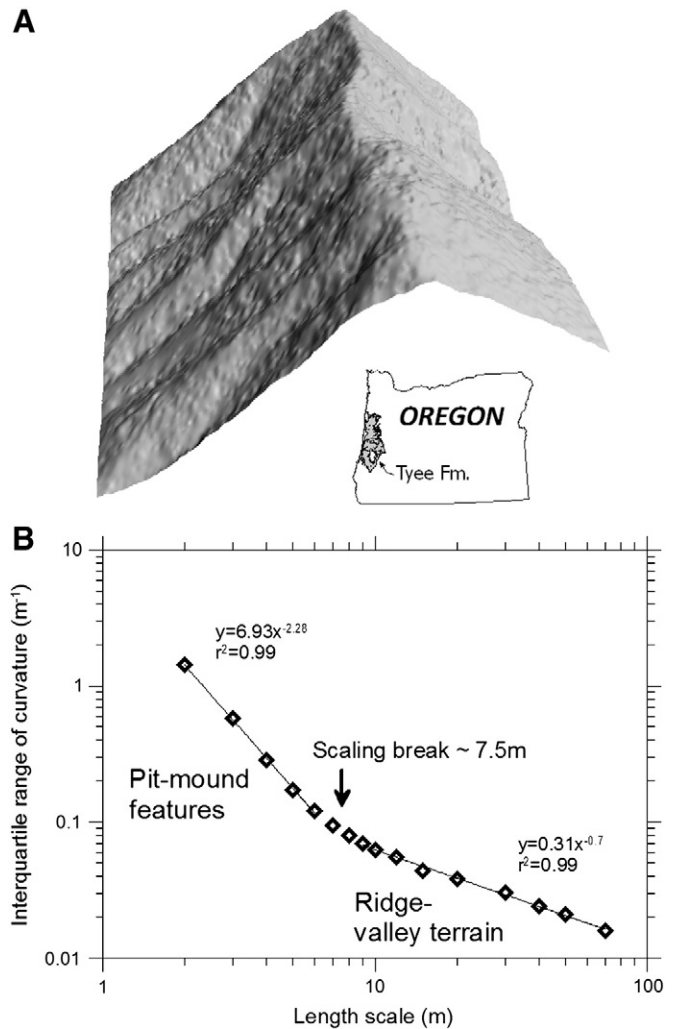 A
OREGON
Tyee Fm.
B
10
1
0.1
0.01
Interquartile range of curvature (m⁻¹)
y=6.93x⁻²·²⁸
r²=0.99
Scaling break ~ 7.5m
Pit-mound
features
y=0.31x⁻⁰·⁷
r²=0.99
Ridge-
valley terrain
1
10
100
Length scale (m)